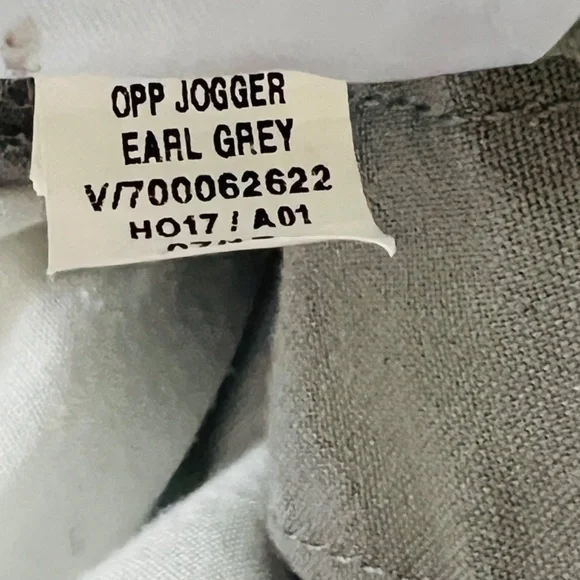 OPP JOGGER
EARL GREY
V/700062622
HO17 / A01